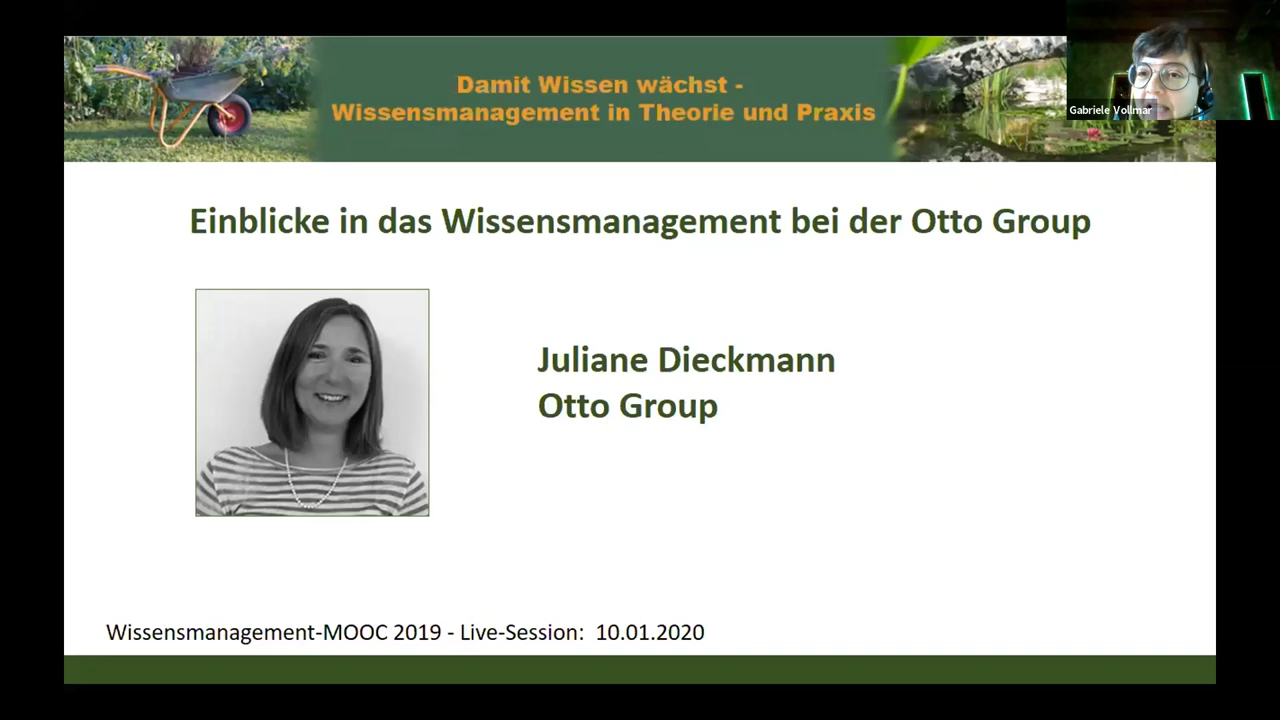 Damit Wissen wächst -
Wissensmanagement in Theorie und Praxis
Gabriele Vollmar
Einblicke in das Wissensmanagement bei der Otto Group
Juliane Dieckmann
Otto Group
Wissensmanagement-MOOC 2019 - Live-Session: 10.01.2020